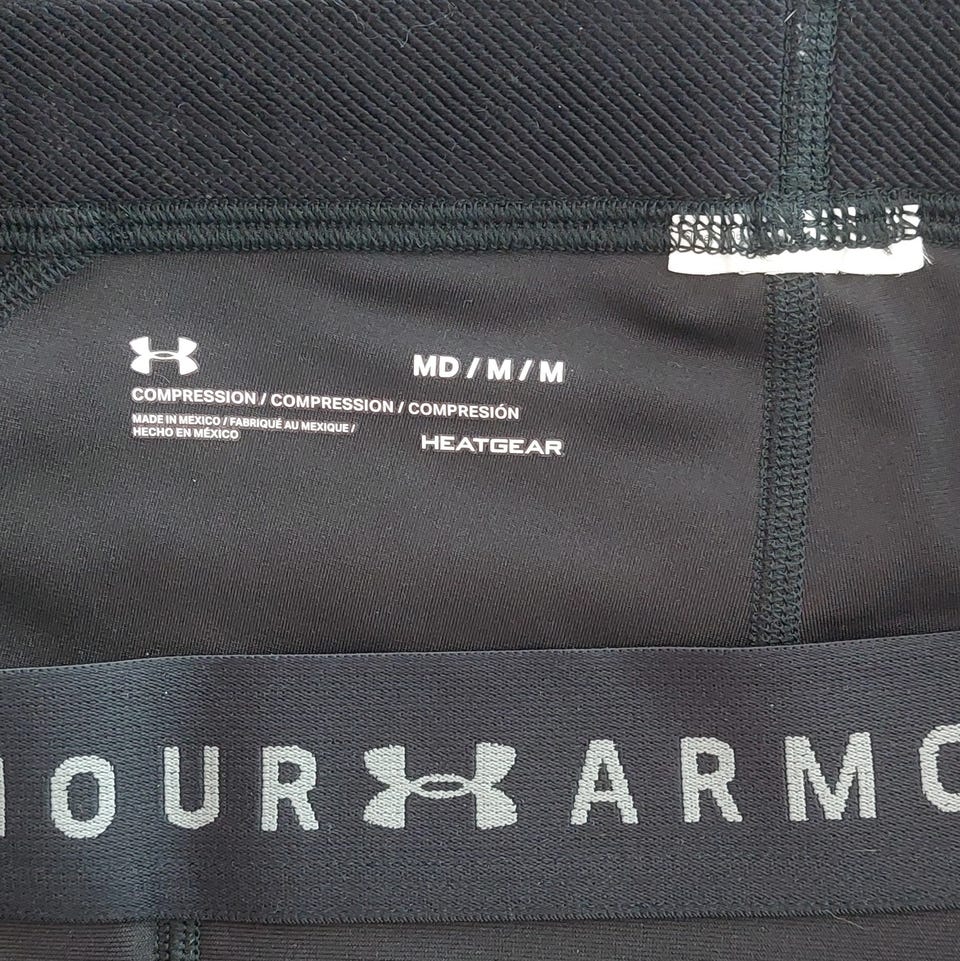 MD / M / M
COMPRESSION / COMPRESSION / COMPRESIÓN
MADE IN MEXICO / FABRIQUÉ AU MEXIQUE /
HECHO EN MÉXICO
HEATGEAR
OUR ARMO